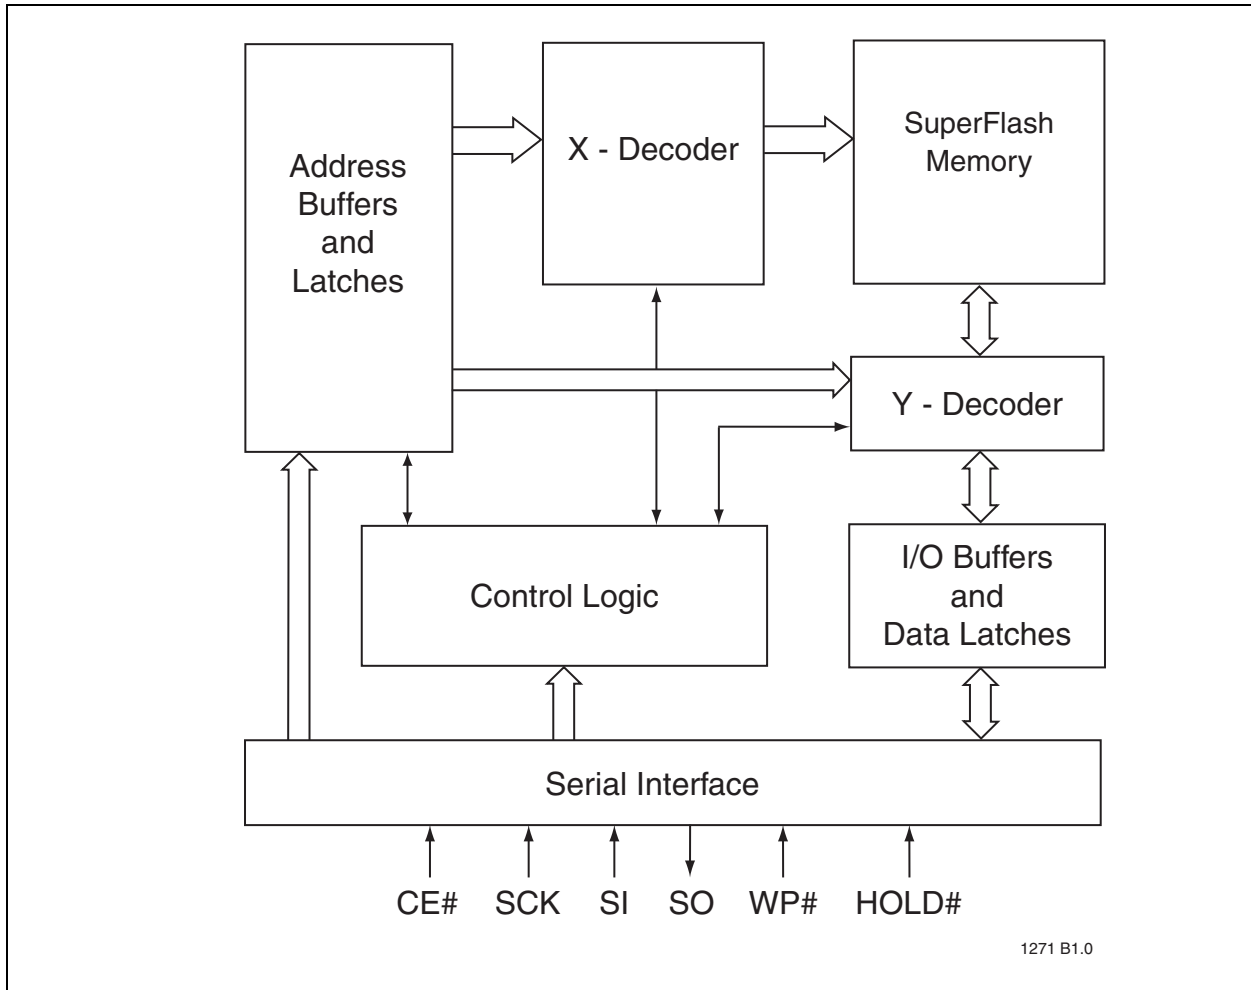 Address
Buffers
and
Latches
X - Decoder
SuperFlash
Memory
Y - Decoder
Control Logic
I/O Buffers
and
Data Latches
Serial Interface
CE# SCK SI SO WP# HOLD#
1271 B1.0